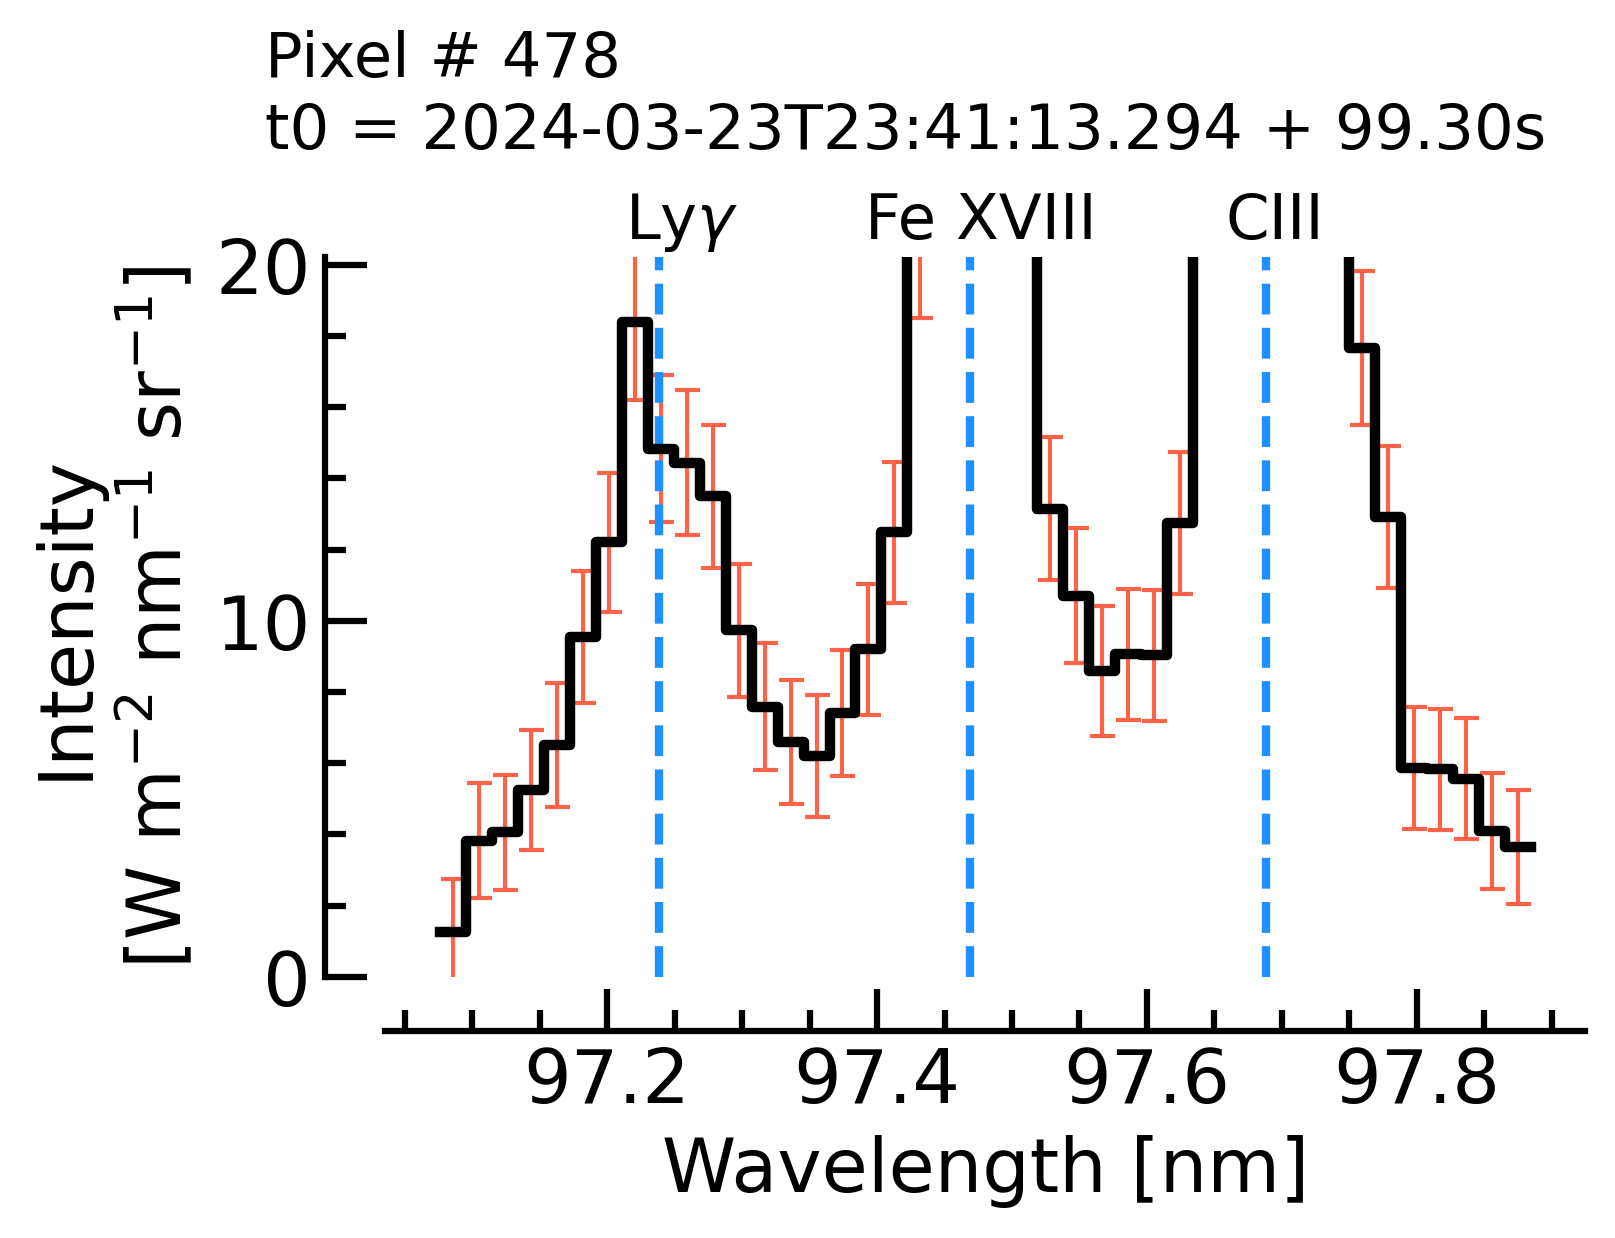 Pixel # 478
t0 = 2024-03-23T23:41:13.294 + 99.30s
Lyγ Fe XVIII CIII
Intensity
[W m⁻² nm⁻¹ sr⁻¹]
20
10
0
97.2 97.4 97.6 97.8
Wavelength [nm]